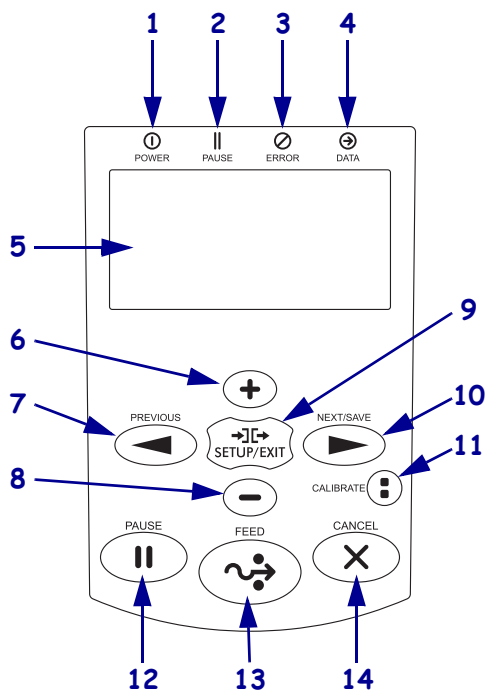 1 2 3 4
POWER PAUSE ERROR DATA
5
6
9
7
PREVIOUS
NEXT/SAVE
10
SETUP/EXIT
11
8
CALIBRATE
PAUSE
FEED
CANCEL
12 13 14